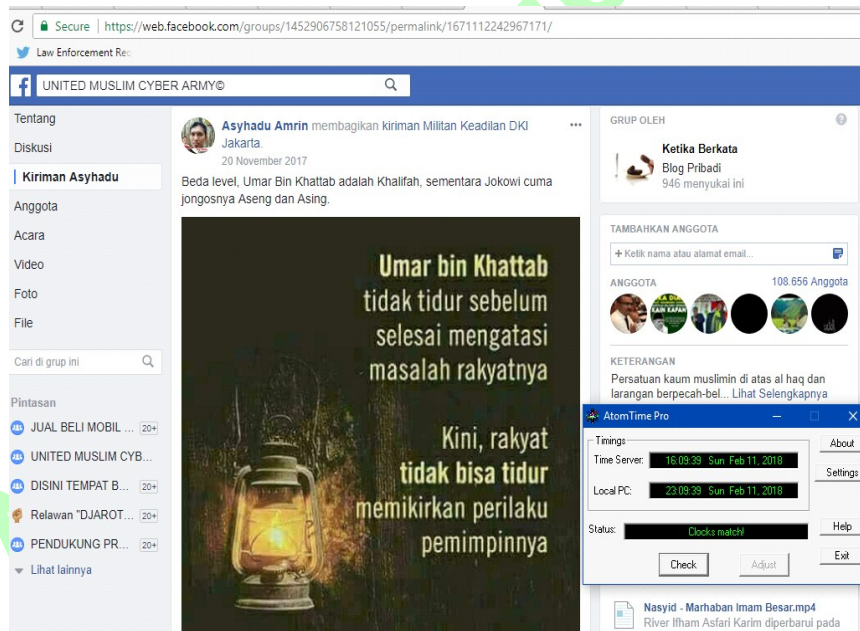 Secure | https://web.facebook.com/groups/1452906758121055/permalink/1671112242967171/
Law Enforcement Rec
UNITED MUSLIM CYBER ARMY©
Tentang
Diskusi
Kiriman Asyhadu
Anggota
Acara
Video
Foto
File
Cari di grup ini
Pintasan
JUAL BELI MOBIL ... 20+
UNITED MUSLIM CYB...
DISINI TEMPAT B... 20+
Relawan "DJAROT... 20+
PENDUKUNG PR... 20+
Lihat lainnya
Asyhadu Amrin membagikan kiriman Militan Keadilan DKI
Jakarta.
20 November 2017
Beda level, Umar Bin Khattab adalah Khalifah, sementara Jokowi cuma
jongosnya Aseng dan Asing.
Umar bin Khattab
tidak tidur sebelum
selesai mengatasi
masalah rakyatnya
Kini, rakyat
tidak bisa tidur
memikirkan perilaku
pemimpinnya
GRUP OLEH
Ketika Berkata
Blog Pribadi
946 menyukai ini
TAMBAHKAN ANGGOTA
+ Ketik nama atau alamat email...
ANGGOTA 108.656 Anggota
KAIN KAFAN
KETERANGAN
Persatuan kaum muslimin di atas al haq dan
larangan berpecah-bel... Lihat Selengkapnya
AtomTime Pro
Timings
Time Server: 16:09:39 Sun Feb 11, 2018
Local PC: 23:09:39 Sun Feb 11, 2018
Status: Clocks match!
About
Settings
Help
Exit
Check
Adjust
Nasyid - Marhaban Imam Besar.mp4
River Ifham Asfari Karim diperbarui pada